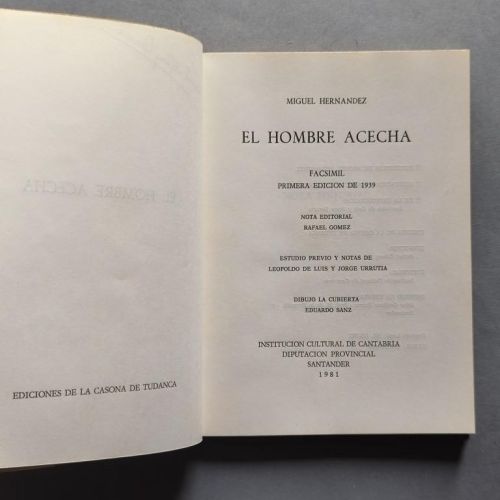 EDICIONES DE LA CASONA DE TUDANCA
MIGUEL HERNANDEZ
EL HOMBRE ACECHA
FACSIMIL
PRIMERA EDICION DE 1939
NOTA EDITORIAL
RAFAEL GOMEZ
ESTUDIO PREVIO Y NOTAS DE
LEOPOLDO DE LUIS Y JORGE URRUTIA
DIBUJO LA CUBIERTA
EDUARDO SANZ
INSTITUCION CULTURAL DE CANTABRIA
DIPUTACION PROVINCIAL
SANTANDER
1981